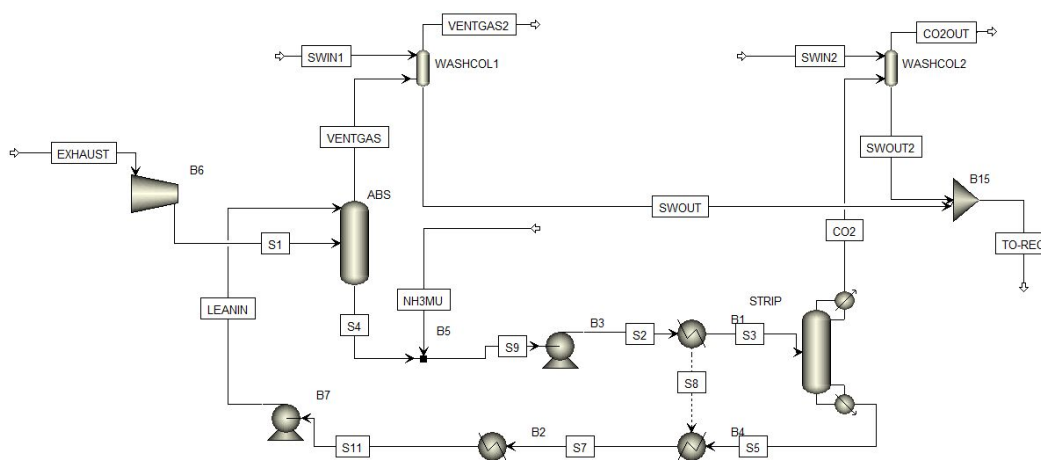 VENTGAS2
CO2OUT
SWIN1
SWIN2
WASHCOL1
WASHCOL2
VENTGAS
SWOUT2
EXHAUST
B6
B15
ABS
SWOUT
CO2
S1
TO-REC
NH3MU
LEANIN
STRIP
S4
B5
B3
S2
B1
S3
S9
S8
B7
B2
B4
S11
S7
S5